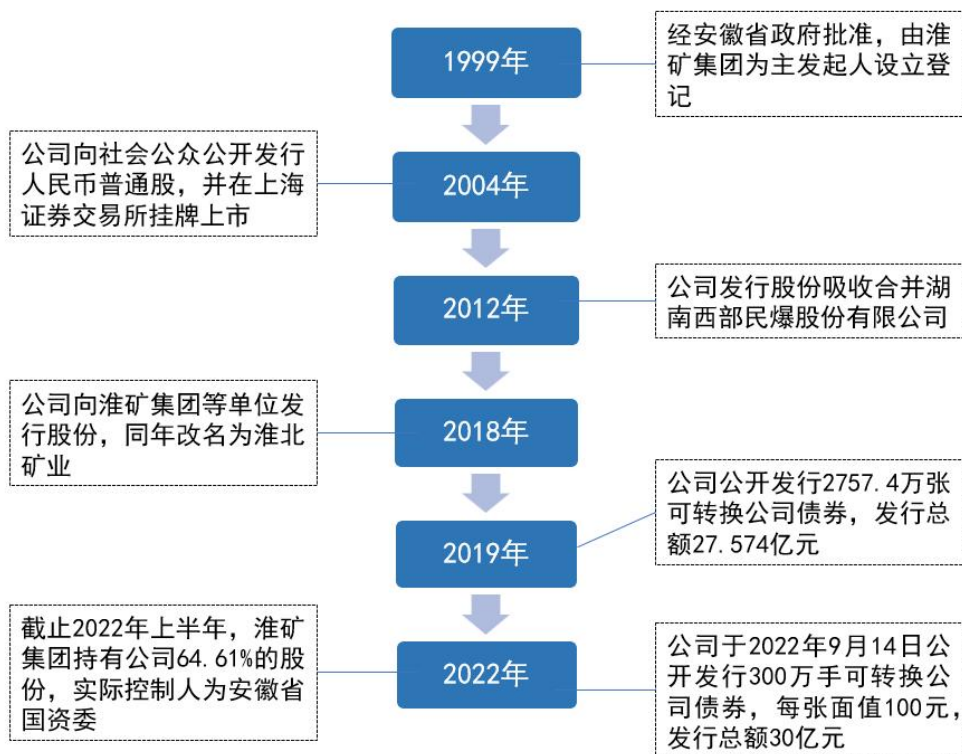 1999年
经安徽省政府批准，由淮
矿集团为主发起人设立登
记
公司向社会公众公开发行
人民币普通股，并在上海
证券交易所挂牌上市
2004年
2012年
公司发行股份吸收合并湖
南西部民爆股份有限公司
公司向淮矿集团等单位发
行股份，同年改名为淮北
矿业
2018年
2019年
公司公开发行2757.4万张
可转换公司债券，发行总
额27.574亿元
截止2022年上半年，淮矿
集团持有公司64.61%的股
份，实际控制人为安徽省
国资委
2022年
公司于2022年9月14日公
开发行300万手可转换公
司债券，每张面值100元，
发行总额30亿元